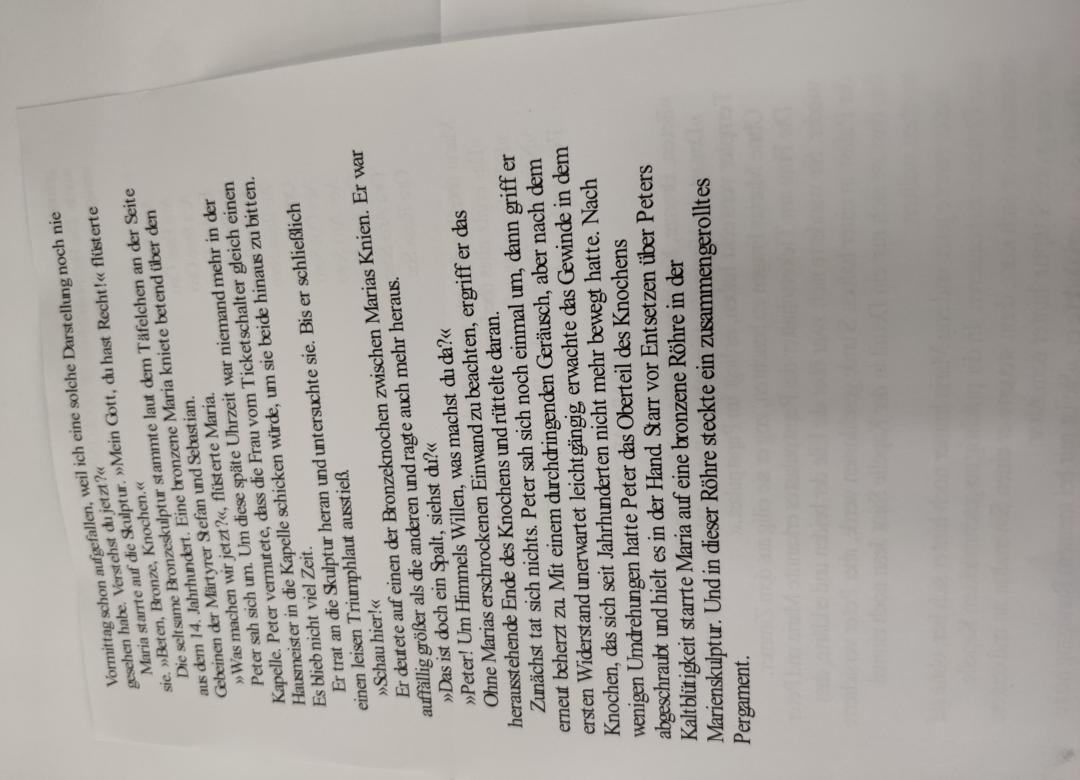 Vormittag schon aufgefallen, weil ich eine solche Darstellung noch nie
gesehen habe. Verstehst du jetzt?«
Maria starrte auf die Skulptur. »Mein Gott, du hast Recht!« flüsterte
sie. »Beten, Bronze, Knochen.«
Die seltsame Bronzeskulptur stammte laut dem Täfelchen an der Seite
aus dem 14. Jahrhundert. Eine bronzene Maria kniete betend über den
Gebeinen der Märtyrer Stefan und Sebastian.
»Was machen wir jetzt?«, flüsterte Maria.
Peter sah sich um. Um diese späte Uhrzeit war niemand mehr in der
Kapelle. Peter vermutete, dass die Frau vom Ticketschalter gleich einen
Hausmeister in die Kapelle schicken würde, um sie beide hinaus zu bitten.
Es blieb nicht viel Zeit.
Er trat an die Skulptur heran und untersuchte sie. Bis er schließlich
einen leisen Triumphlaut ausstieß
»Schau hier!«
Er deutete auf einen der Bronzeknochen zwischen Marias Knien. Er war
auffällig größer als die anderen und ragte auch mehr heraus.
»Das ist doch ein Spalt, siehst du?«
»Peter! Um Himmels Willen, was machst du da?«
Ohne Marias erschrockenen Einwand zu beachten, ergriff er das
herausstehende Ende des Knochens und rüttelte daran.
Zunächst tat sich nichts. Peter sah sich noch einmal um, dann griff er
erneut beherzt zu. Mit einem durchdringenden Geräusch, aber nach dem
ersten Widerstand unerwartet leichtgängig, erwachte das Gewinde in dem
Knochen, das sich seit Jahrhunderten nicht mehr bewegt hatte. Nach
wenigen Umdrehungen hatte Peter das Oberteil des Knochens
abgeschraubt und hielt es in der Hand. Starr vor Entsetzen über Peters
Kaltblütigkeit starrte Maria auf eine bronzene Röhre in der
Marienskulptur. Und in dieser Röhre steckte ein zusammengerolltes
Pergament.